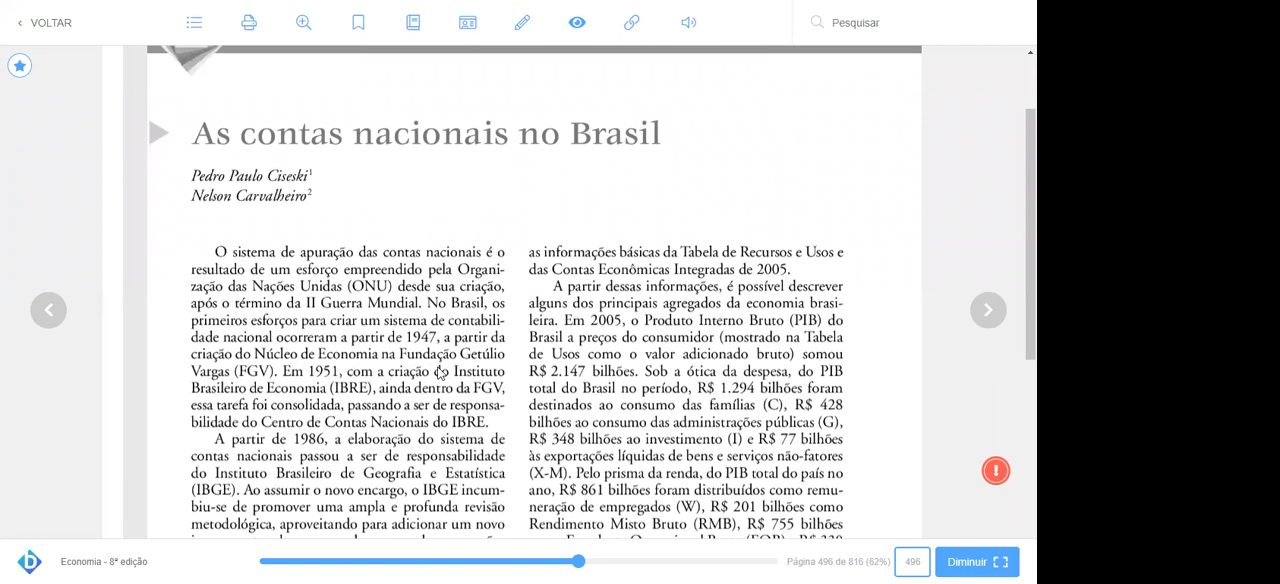 VOLTAR
Pesquisar
As contas nacionais no Brasil
Pedro Paulo Ciseski1
Nelson Carvalheiro2
O sistema de apuração das contas nacionais é o
resultado de um esforço empreendido pela Organi-
zação das Nações Unidas (ONU) desde sua criação,
após o término da II Guerra Mundial. No Brasil, os
primeiros esforços para criar um sistema de contabili-
dade nacional ocorreram a partir de 1947, a partir da
criação do Núcleo de Economia na Fundação Getúlio
Vargas (FGV). Em 1951, com a criação do Instituto
Brasileiro de Economia (IBRE), ainda dentro da FGV,
essa tarefa foi consolidada, passando a ser de responsa-
bilidade do Centro de Contas Nacionais do IBRE.
A partir de 1986, a elaboração do sistema de
contas nacionais passou a ser de responsabilidade
do Instituto Brasileiro de Geografia e Estatística
(IBGE). Ao assumir o novo encargo, o IBGE incum-
biu-se de promover uma ampla e profunda revisão
metodológica, aproveitando para adicionar um novo
as informações básicas da Tabela de Recursos e Usos e
das Contas Econômicas Integradas de 2005.
A partir dessas informações, é possível descrever
alguns dos principais agregados da economia brasi-
leira. Em 2005, o Produto Interno Bruto (PIB) do
Brasil a preços do consumidor (mostrado na Tabela
de Usos como o valor adicionado bruto) somou
R$ 2.147 bilhões. Sob a ótica da despesa, do PIB
total do Brasil no período, R$ 1.294 bilhões foram
destinados ao consumo das famílias (C), R$ 428
bilhões ao consumo das administrações públicas (G),
R$ 348 bilhões ao investimento (I) e R$ 77 bilhões
às exportações líquidas de bens e serviços não-fatores
(X-M). Pelo prisma da renda, do PIB total do país no
ano, R$ 861 bilhões foram distribuídos como remu-
neração de empregados (W), R$ 201 bilhões como
Rendimento Misto Bruto (RMB), R$ 755 bilhões
Economia - 8ª edição
Página 496 de 816 (62%)
496
Diminuir